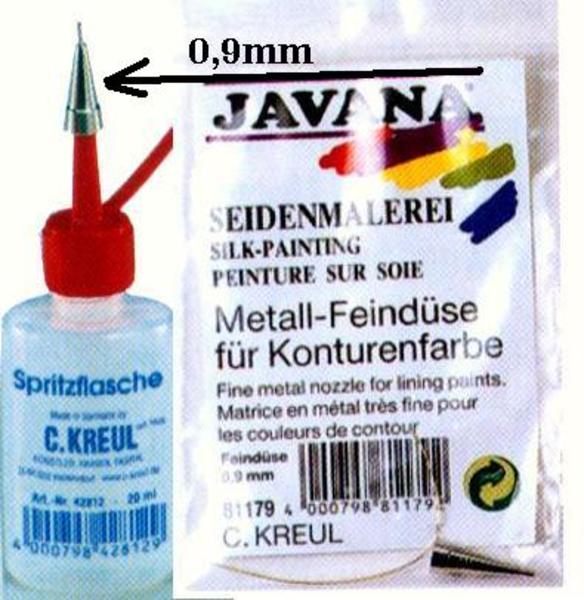 0,9mm
JAVANA
SEIDENMALEREI
SILK-PAINTING
PEINTURE SUR SOIE
Metall-Feindüse
für Konturenfarbe
Fine metal nozzle for lining paints.
Matrice en métal très fine pour
les couleurs de contour
Feindüse
0,9 mm
81179 4 000798 81179
C. KREUL
Spritzflasche
Made in Germany by
C.KREUL
Art.-Nr. 42812 - 20 ml
4 000798 428129